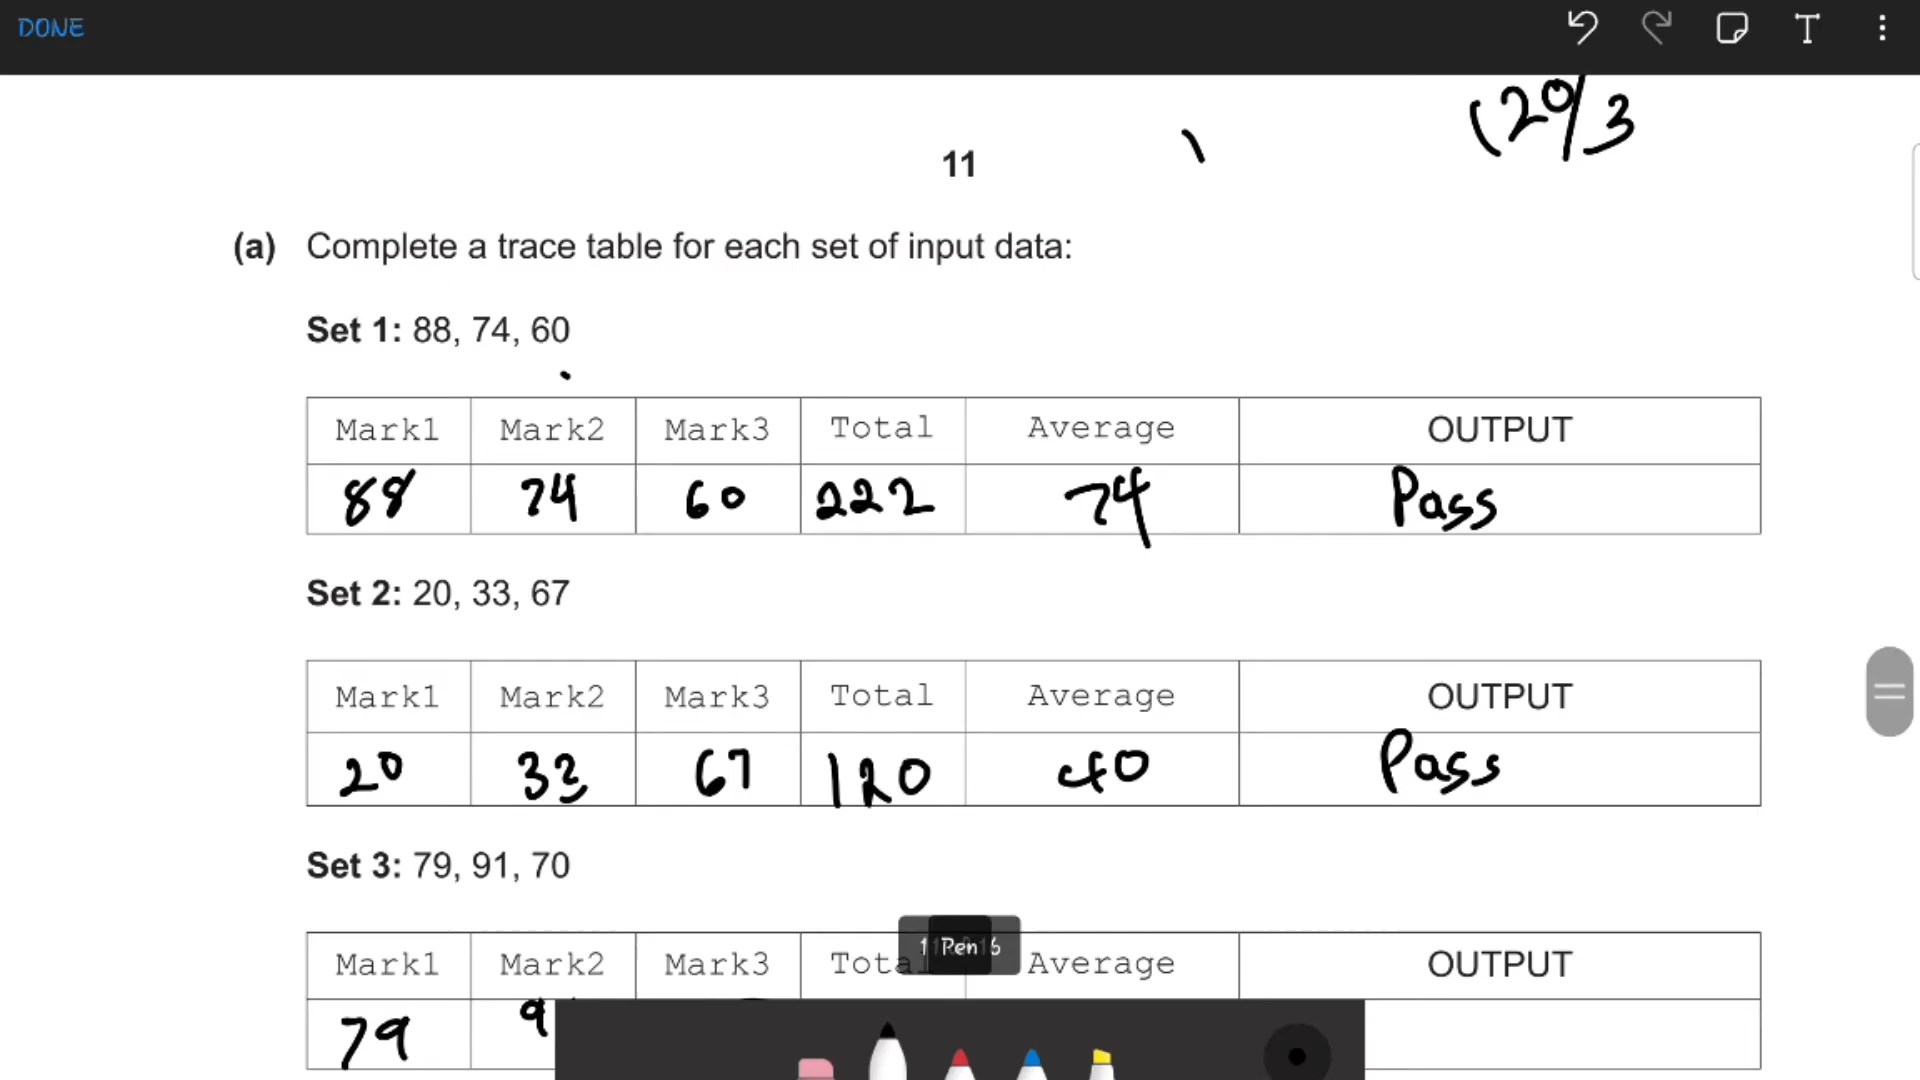 DONE
T
(20/3
11
(a) Complete a trace table for each set of input data:
Set 1: 88, 74, 60
Mark1 Mark2 Mark3 Total Average OUTPUT
88 74 60 222 74 Pass
Set 2: 20, 33, 67
Mark1 Mark2 Mark3 Total Average OUTPUT
20 33 67 120 40 Pass
Set 3: 79, 91, 70
Pen
Mark1 Mark2 Mark3 Total Average OUTPUT
79 9